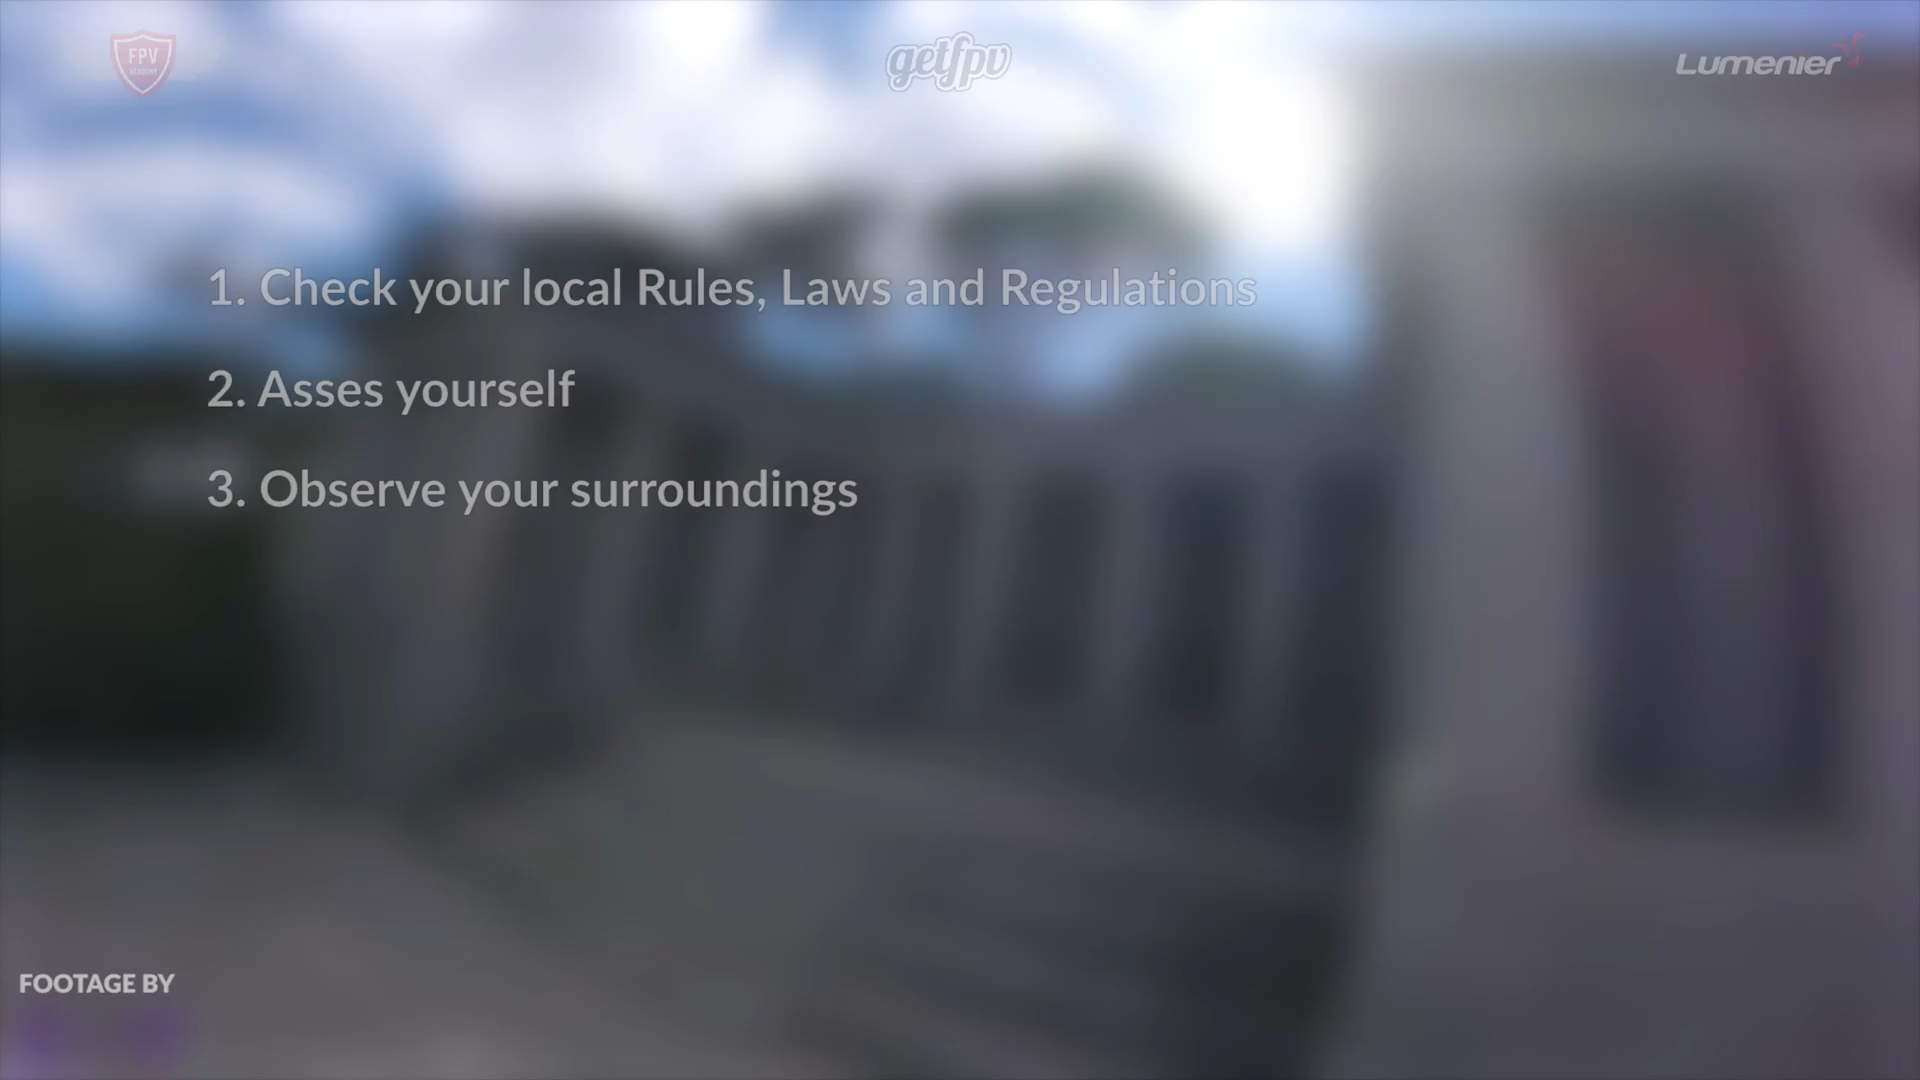 FPV
ACADEMY
getfpv
Lumenier
1. Check your local Rules, Laws and Regulations
2. Asses yourself
3. Observe your surroundings
FOOTAGE BY